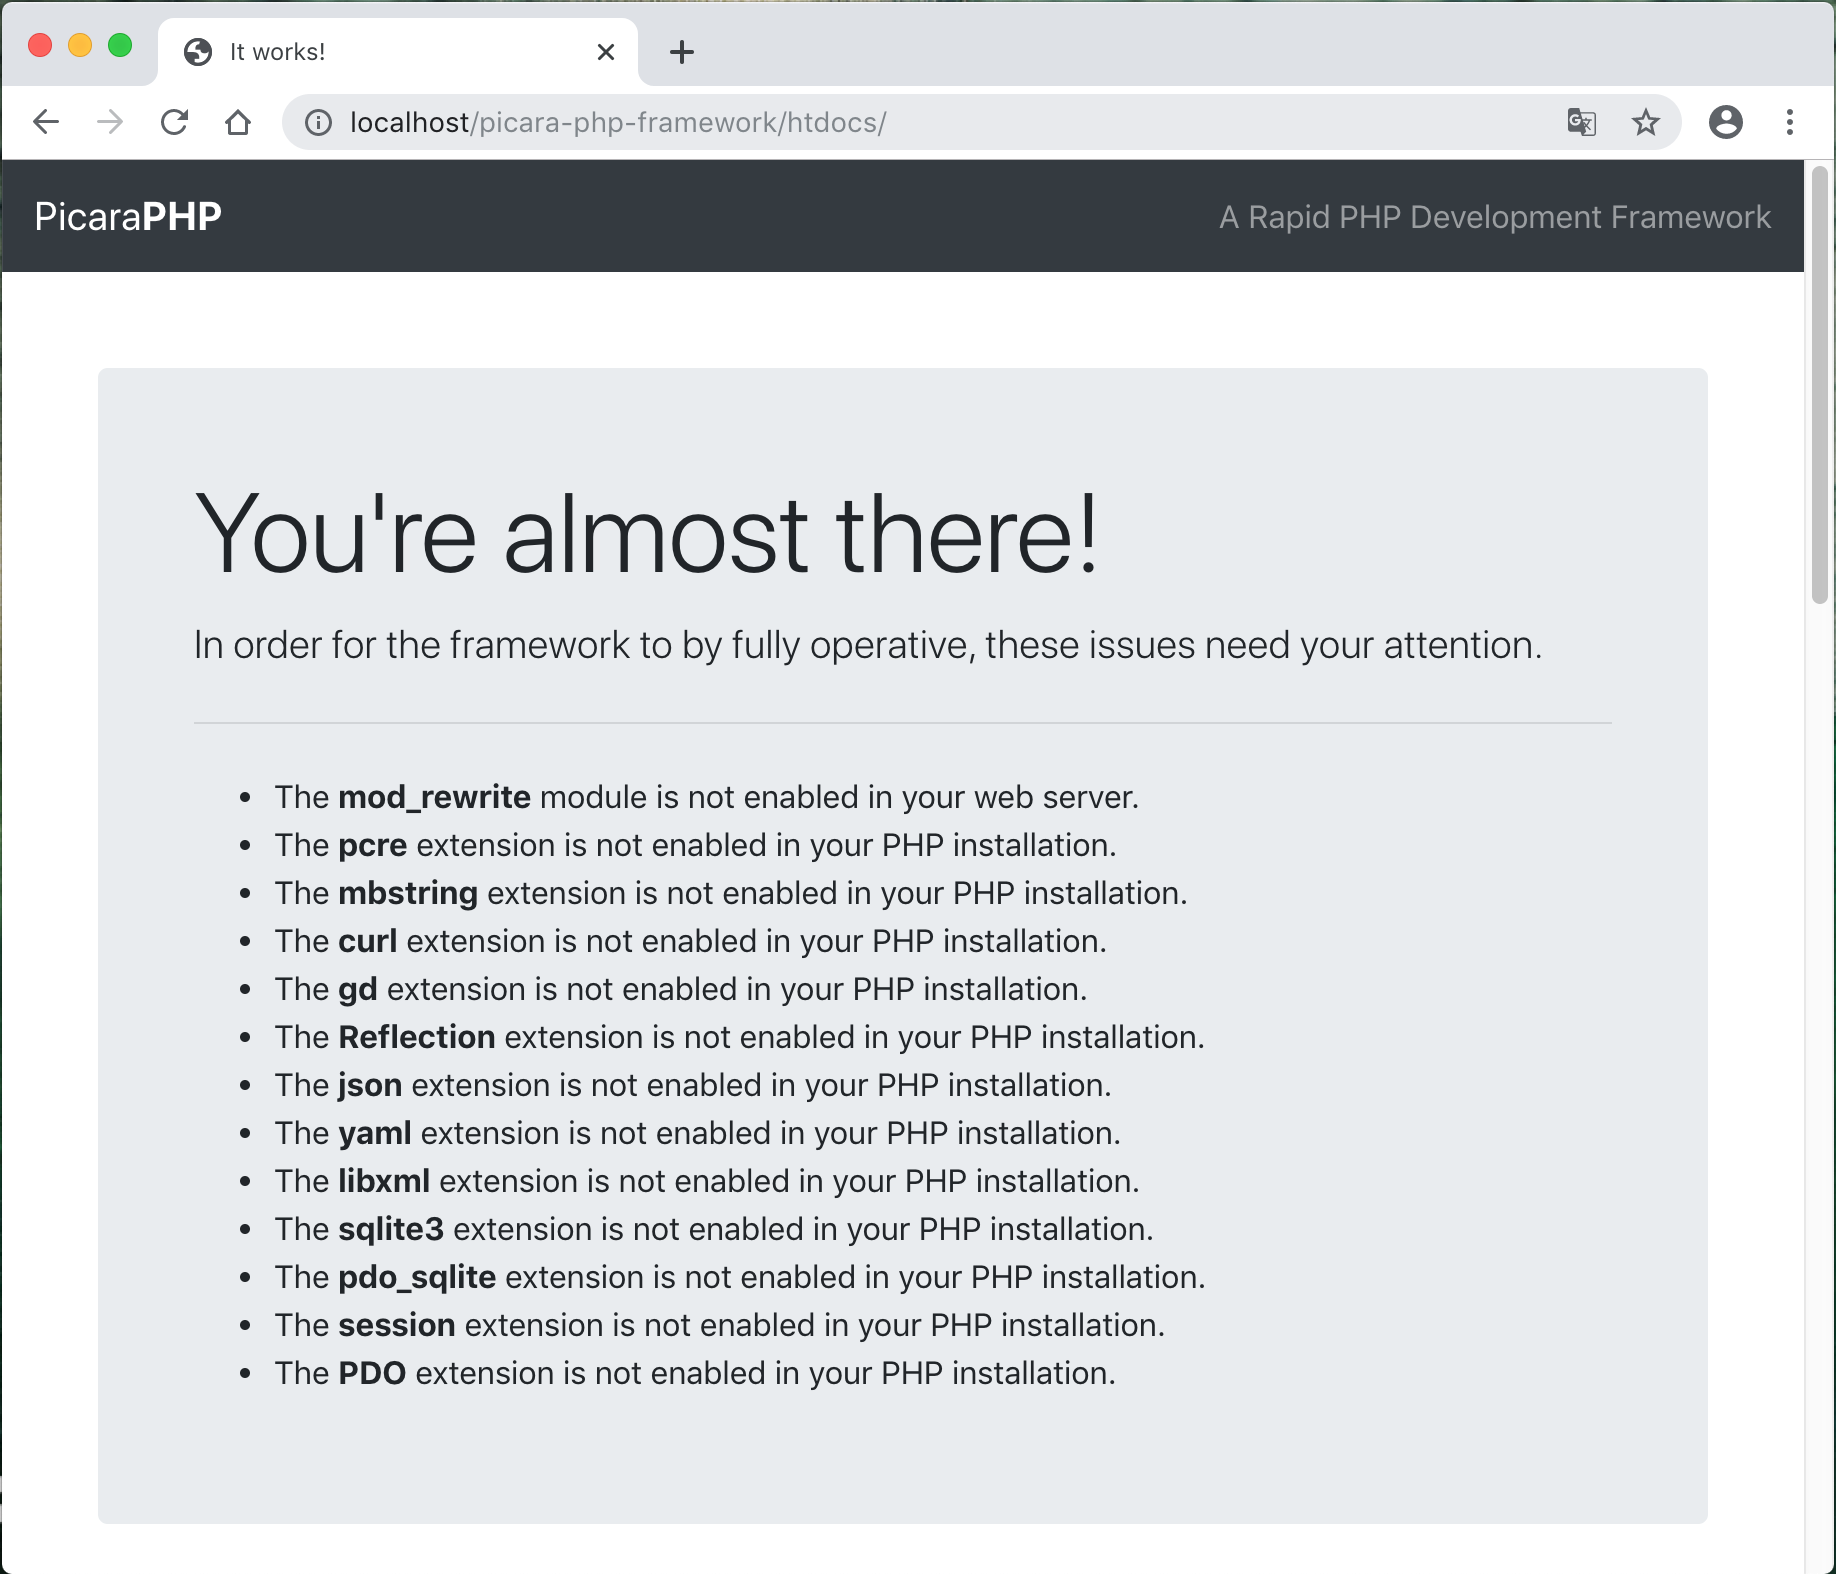 It works!
localhost/picara-php-framework/htdocs/
PicaraPHP
A Rapid PHP Development Framework
You're almost there!
In order for the framework to by fully operative, these issues need your attention.
• The mod_rewrite module is not enabled in your web server.
• The pcre extension is not enabled in your PHP installation.
• The mbstring extension is not enabled in your PHP installation.
• The curl extension is not enabled in your PHP installation.
• The gd extension is not enabled in your PHP installation.
• The Reflection extension is not enabled in your PHP installation.
• The json extension is not enabled in your PHP installation.
• The yaml extension is not enabled in your PHP installation.
• The libxml extension is not enabled in your PHP installation.
• The sqlite3 extension is not enabled in your PHP installation.
• The pdo_sqlite extension is not enabled in your PHP installation.
• The session extension is not enabled in your PHP installation.
• The PDO extension is not enabled in your PHP installation.